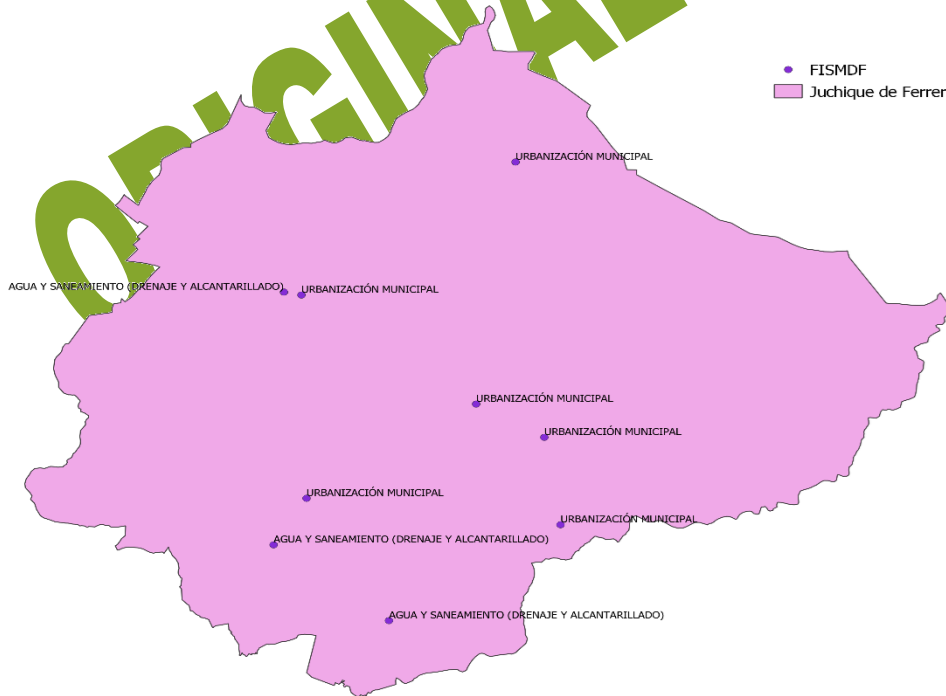 ORIGINAL
FISMDF
Juchique de Ferrer
URBANIZACIÓN MUNICIPAL
AGUA Y SANEAMIENTO (DRENAJE Y ALCANTARILLADO)
URBANIZACIÓN MUNICIPAL
URBANIZACIÓN MUNICIPAL
URBANIZACIÓN MUNICIPAL
URBANIZACIÓN MUNICIPAL
URBANIZACIÓN MUNICIPAL
AGUA Y SANEAMIENTO (DRENAJE Y ALCANTARILLADO)
AGUA Y SANEAMIENTO (DRENAJE Y ALCANTARILLADO)